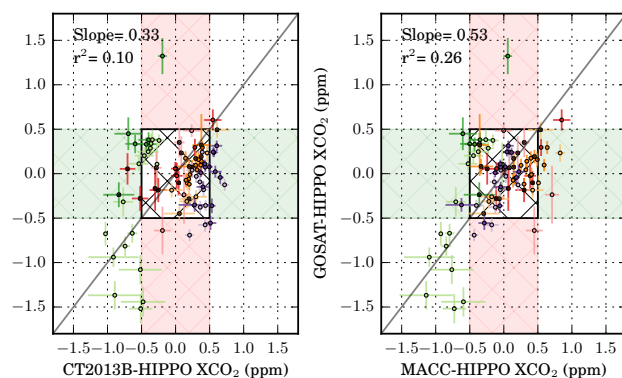 Slope= 0.33
r²= 0.10
1.5
1.0
0.5
0.0
−0.5
−1.0
−1.5
−1.5−1.0−0.5 0.0 0.5 1.0 1.5
CT2013B-HIPPO XCO₂ (ppm)
GOSAT-HIPPO XCO₂ (ppm)
Slope= 0.53
r²= 0.26
1.5
1.0
0.5
0.0
−0.5
−1.0
−1.5
−1.5−1.0−0.5 0.0 0.5 1.0 1.5
MACC-HIPPO XCO₂ (ppm)